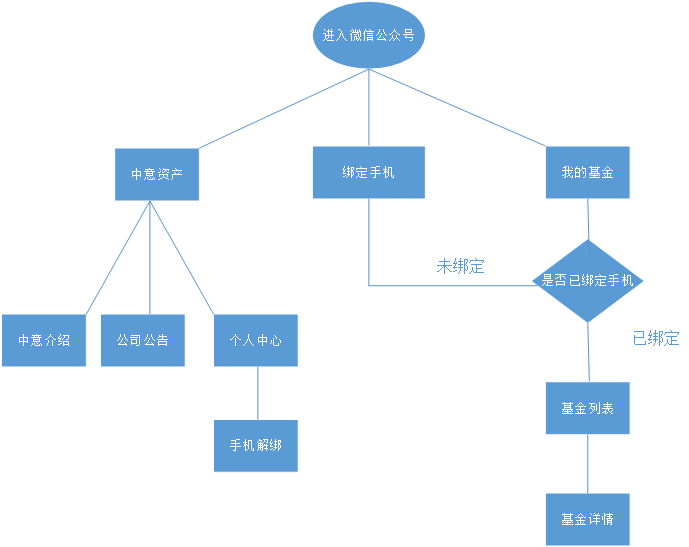 进入微信公众号
中意资产
绑定手机
我的基金
未绑定
是否已绑定手机
中意介绍
公司公告
个人中心
已绑定
基金列表
手机解绑
基金详情